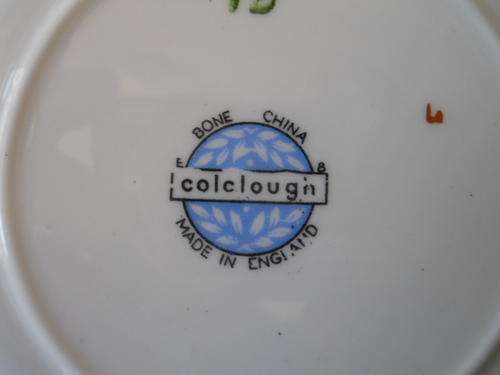 BONE CHINA
E B
colclough
MADE IN ENGLAND